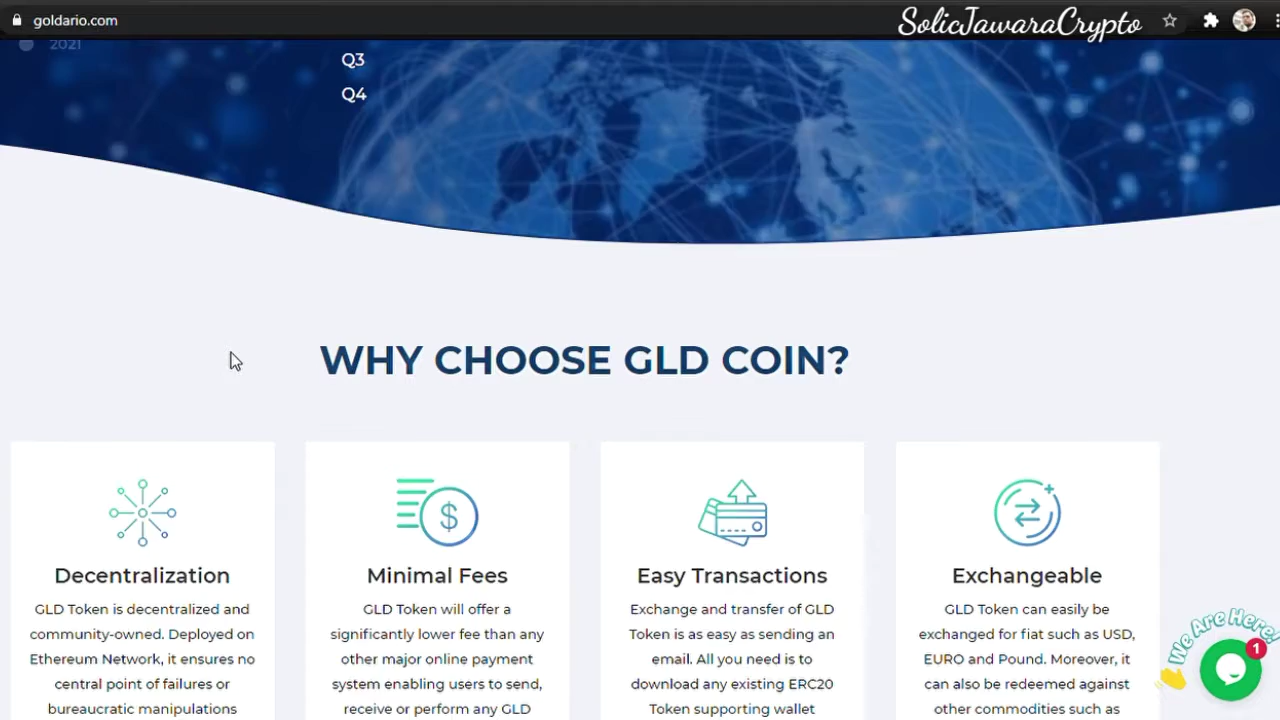 goldario.com
SolicJawaraCrypto
2021
Q3
Q4
WHY CHOOSE GLD COIN?
Decentralization
GLD Token is decentralized and
community-owned. Deployed on
Ethereum Network, it ensures no
central point of failures or
bureaucratic manipulations
Minimal Fees
GLD Token will offer a
significantly lower fee than any
other major online payment
system enabling users to send,
receive or perform any GLD
Easy Transactions
Exchange and transfer of GLD
Token is as easy as sending an
email. All you need is to
download any existing ERC20
Token supporting wallet
Exchangeable
GLD Token can easily be
exchanged for fiat such as USD,
EURO and Pound. Moreover, it
can also be redeemed against
other commodities such as
We Are Here!
1